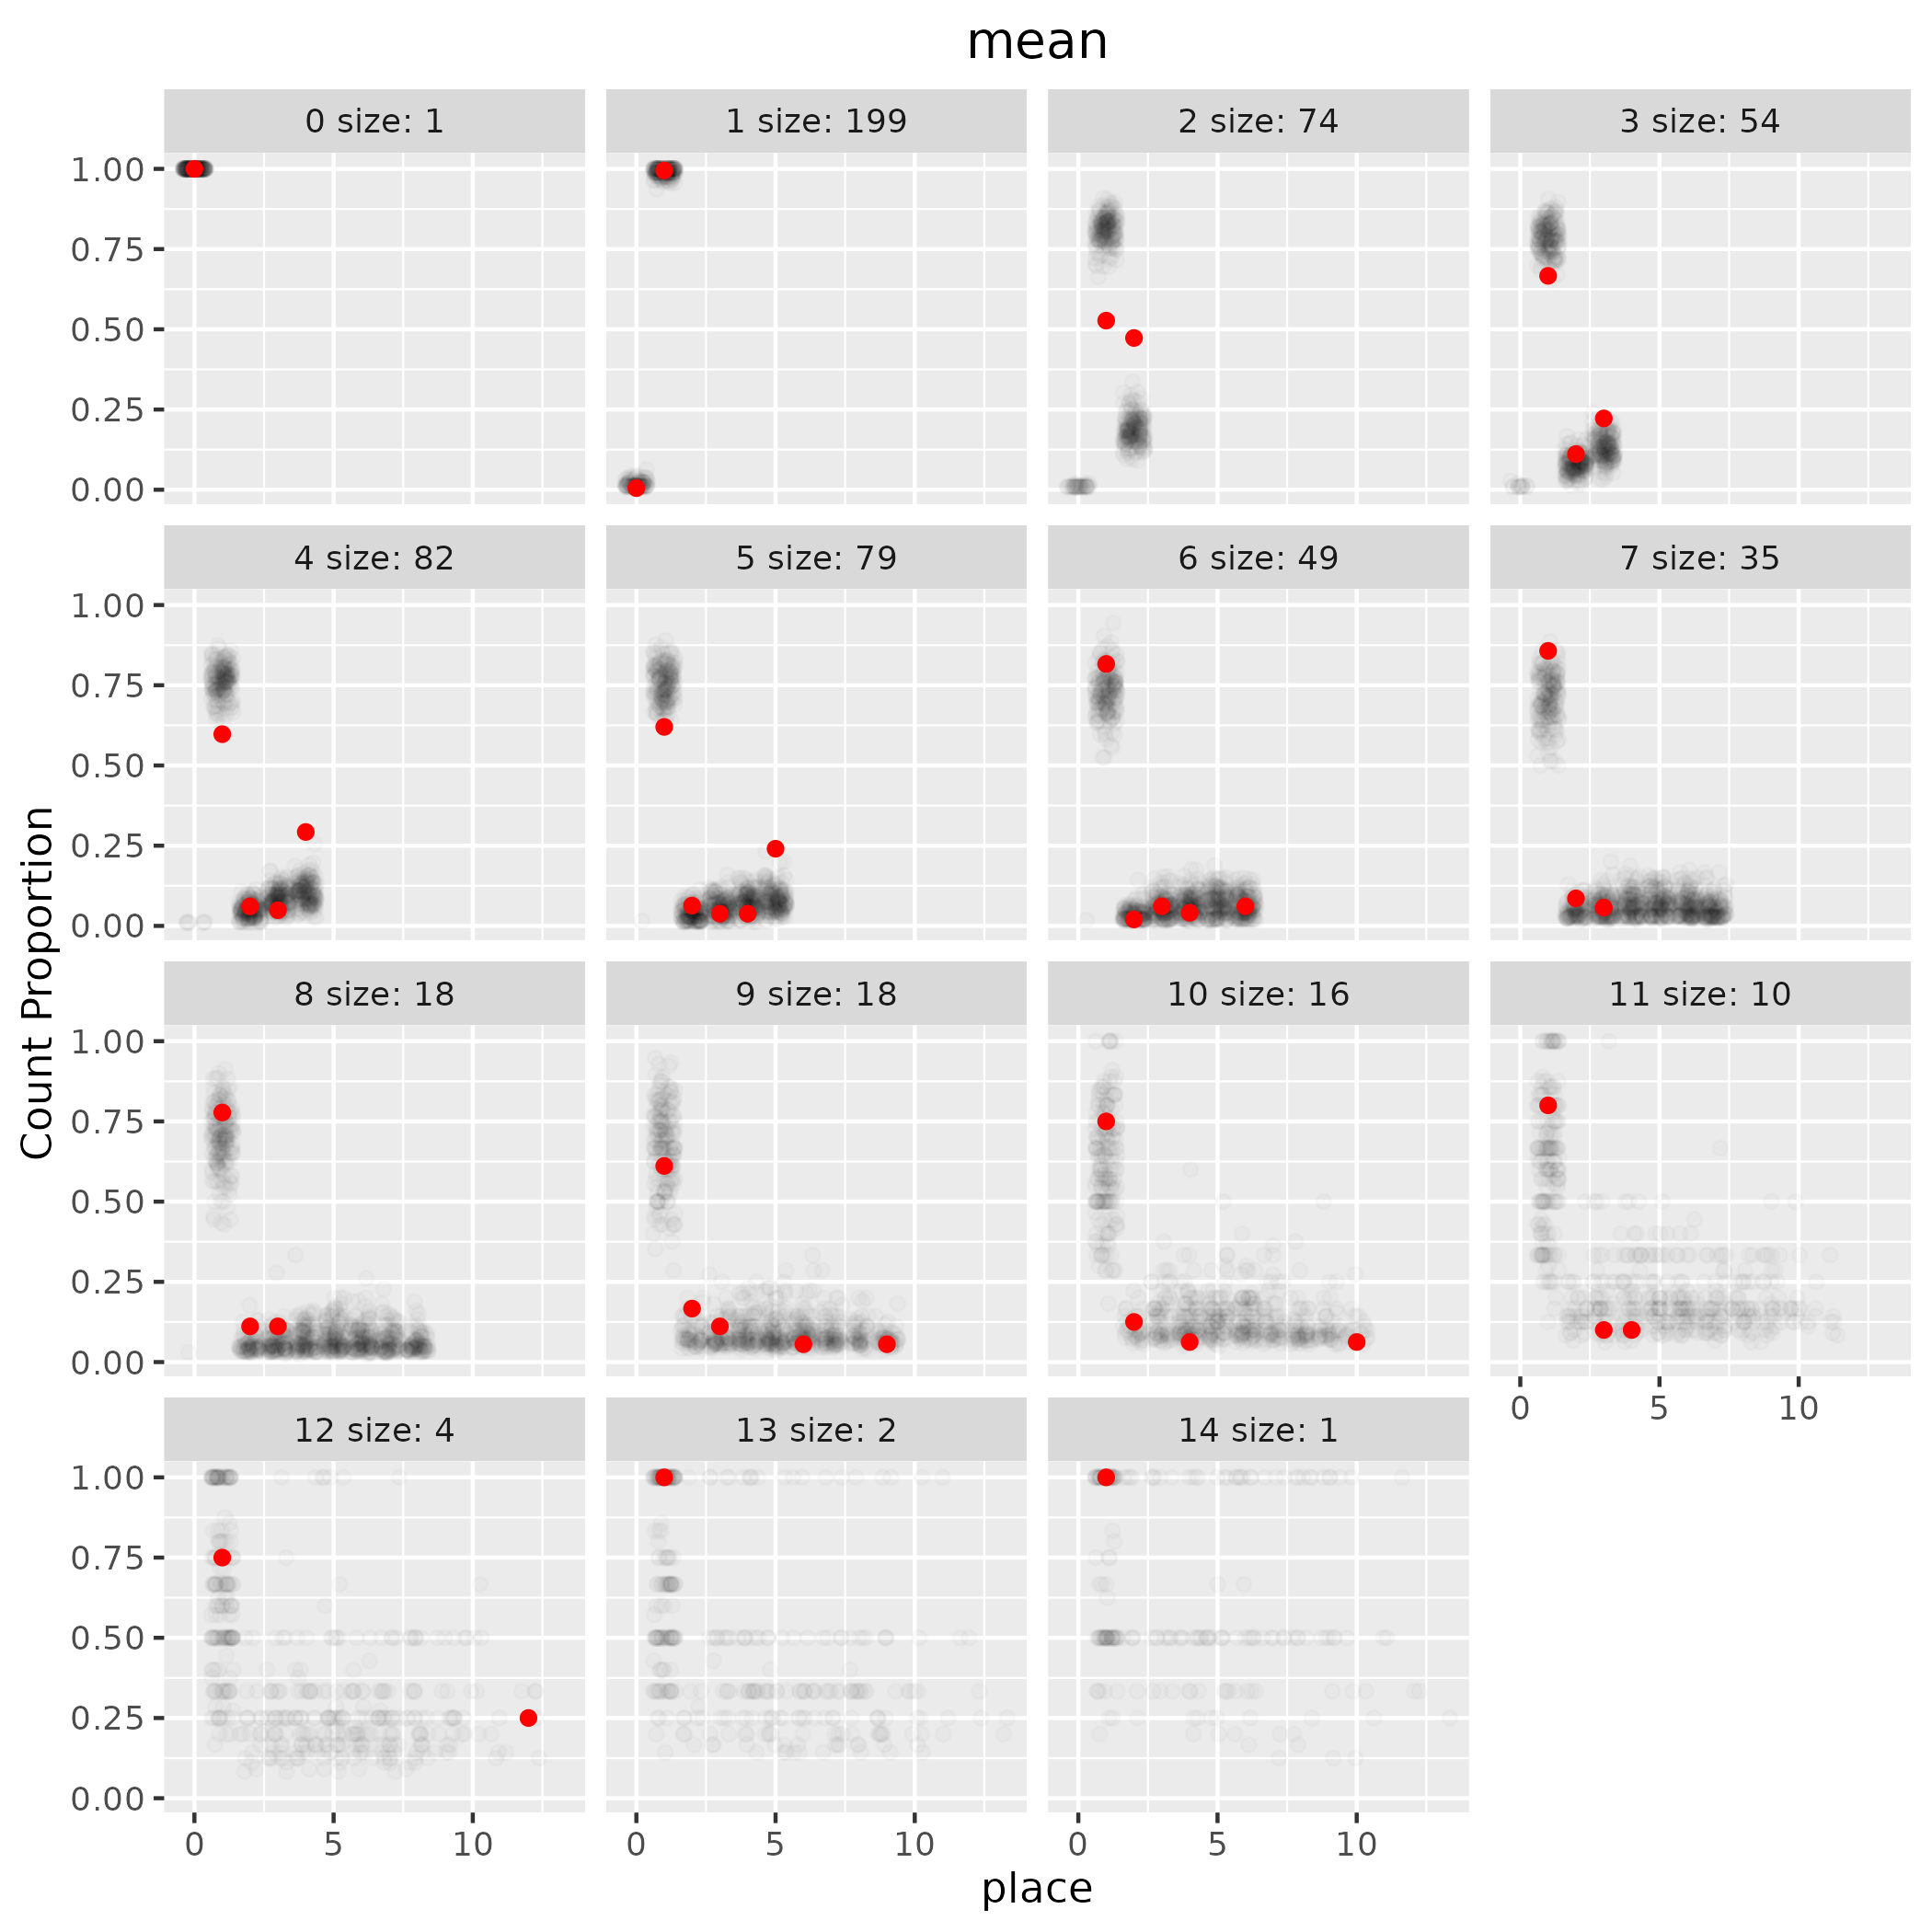 mean
0 size: 1
1 size: 199
2 size: 74
3 size: 54
1.00
0.75
0.50
0.25
0.00
4 size: 82
5 size: 79
6 size: 49
7 size: 35
1.00
0.75
0.50
0.25
0.00
Count Proportion
8 size: 18
9 size: 18
10 size: 16
11 size: 10
1.00
0.75
0.50
0.25
0.00
0 5 10
12 size: 4
13 size: 2
14 size: 1
1.00
0.75
0.50
0.25
0.00
0 5 10
0 5 10
0 5 10
place